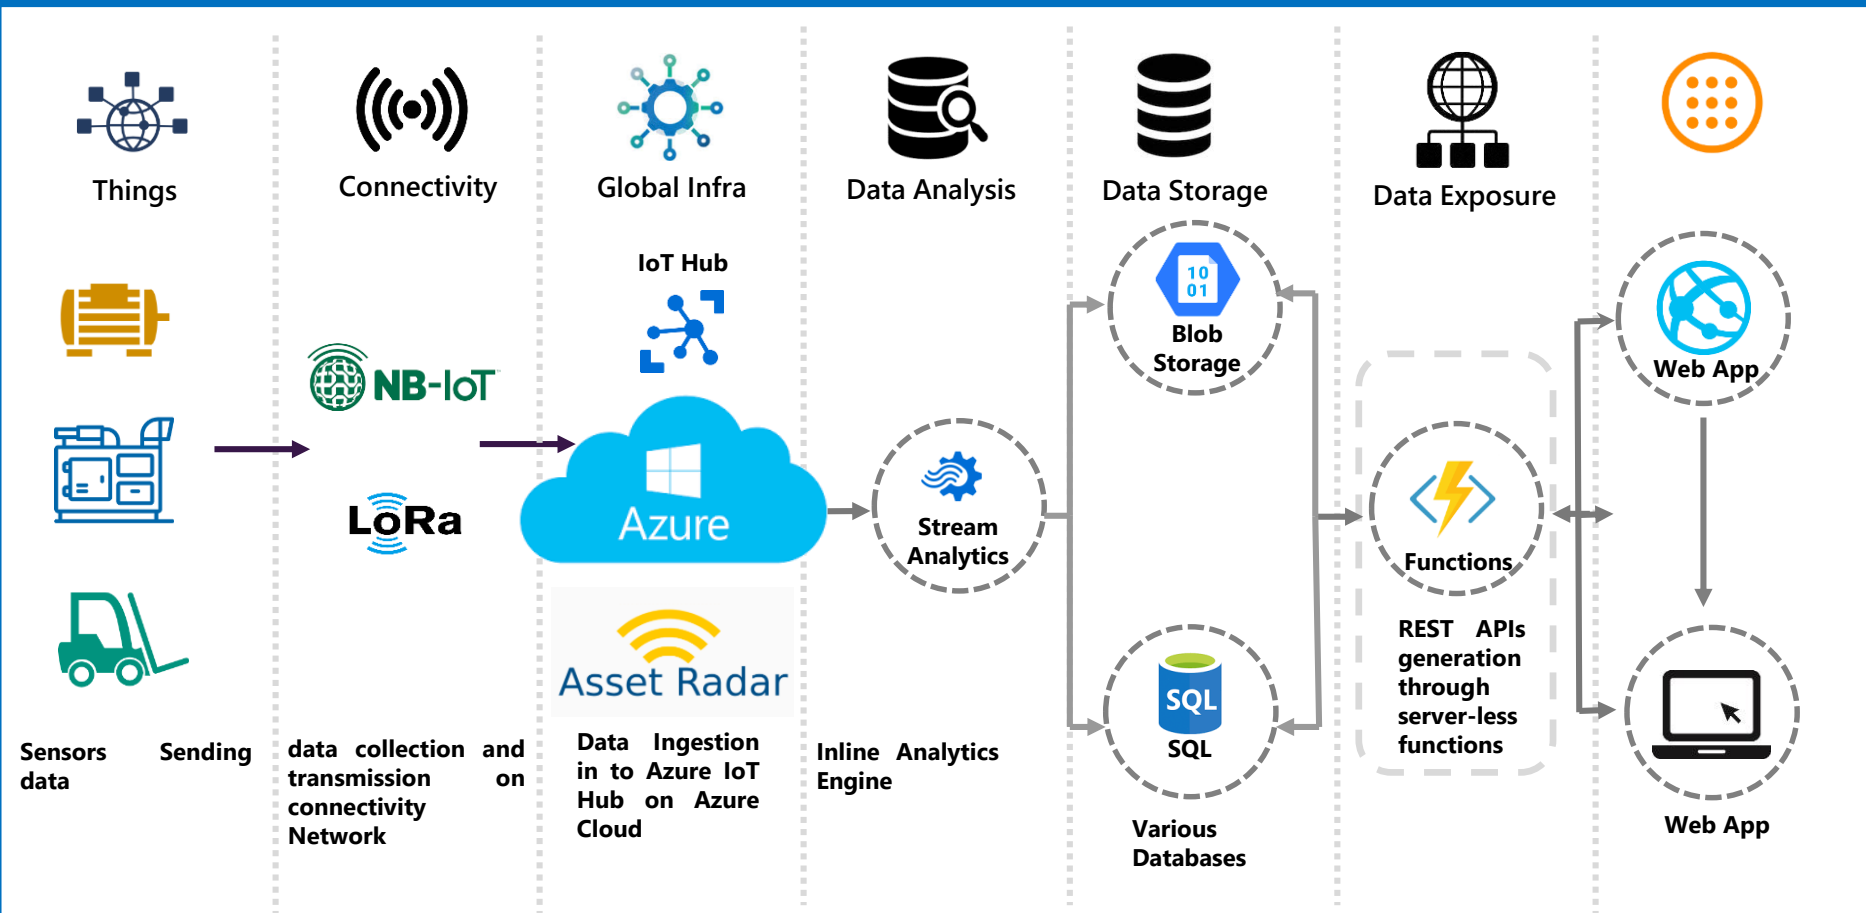 Things
Connectivity
Global Infra
Data Analysis
Data Storage
Data Exposure
IoT Hub
10
01
Blob
Storage
Web App
NB-IoT
™
LoRa
Azure
Stream
Analytics
Functions
Asset Radar
SQL
SQL
REST APIs
generation
through
server-less
functions
Sensors Sending
data
data collection and
transmission on
connectivity
Network
Data Ingestion
in to Azure IoT
Hub on Azure
Cloud
Inline Analytics
Engine
Various
Databases
Web App